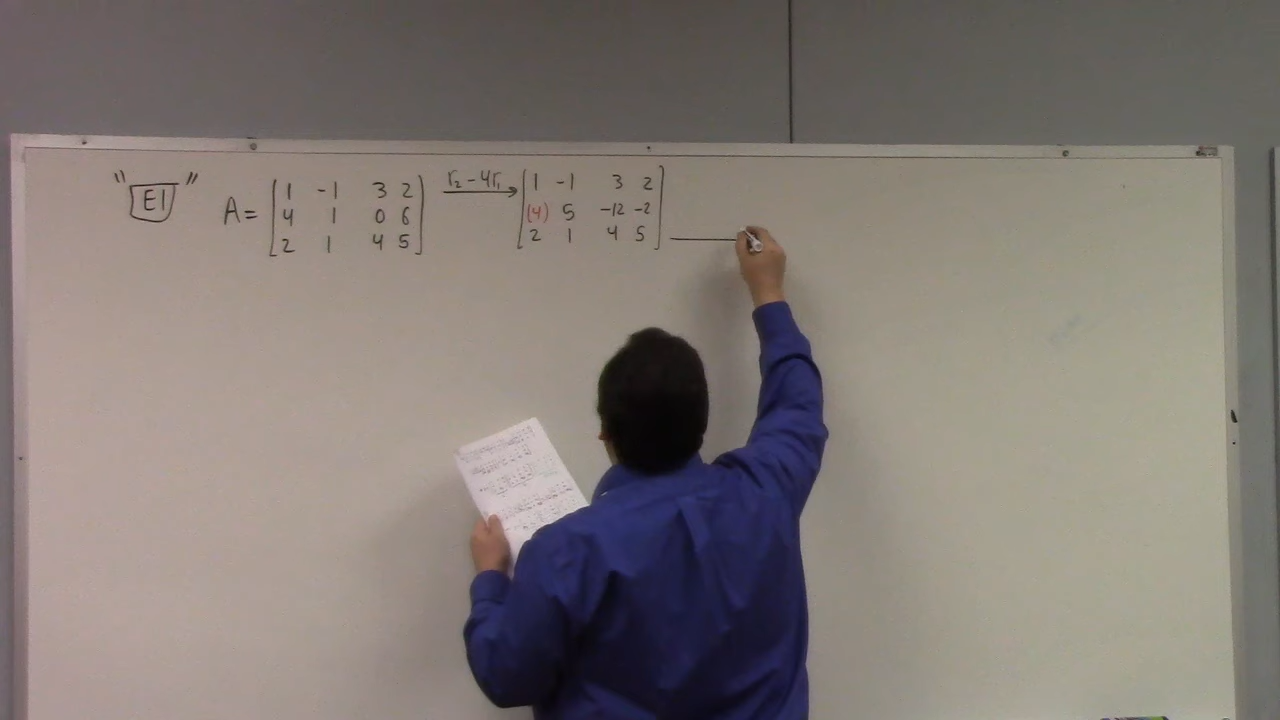 "E1" A = [1 -1 3 2 r₂ - 4r₁ → [1 -1 3 2
4 1 0 6 (4) 5 -12 -2
2 1 4 5] 2 1 4 5]